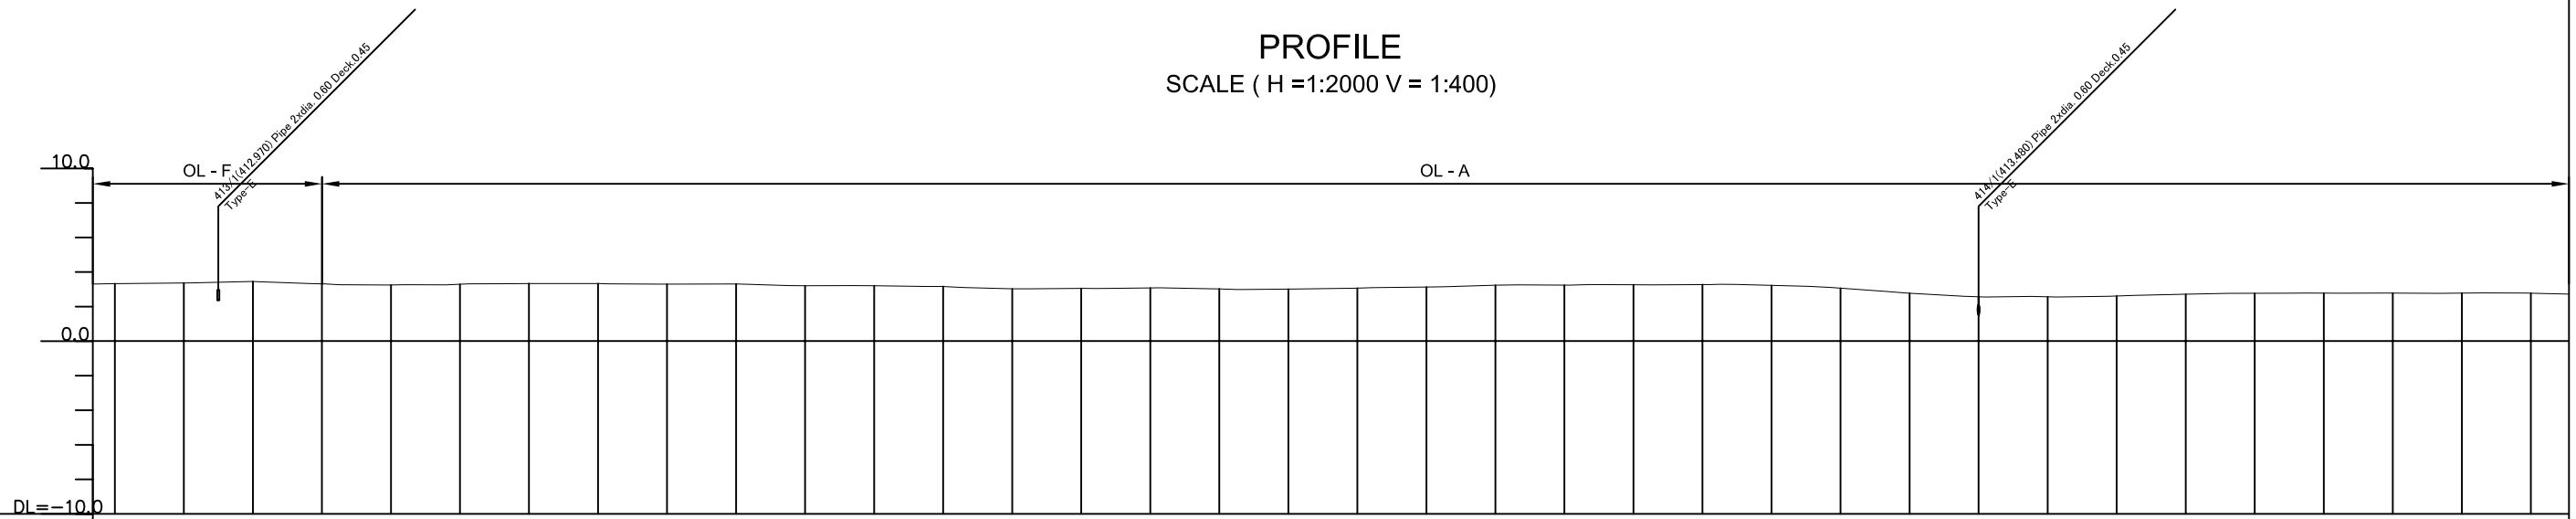 PROFILE
SCALE ( H =1:2000 V = 1:400)
413/1(412.970) Pipe 2xdia. 0.60 Deck:0.45
Type-E
414/1(413.480) Pipe 2xdia. 0.60 Deck:0.45
Type-E
10.0
OL - F
OL - A
0.0
DL=-10.0